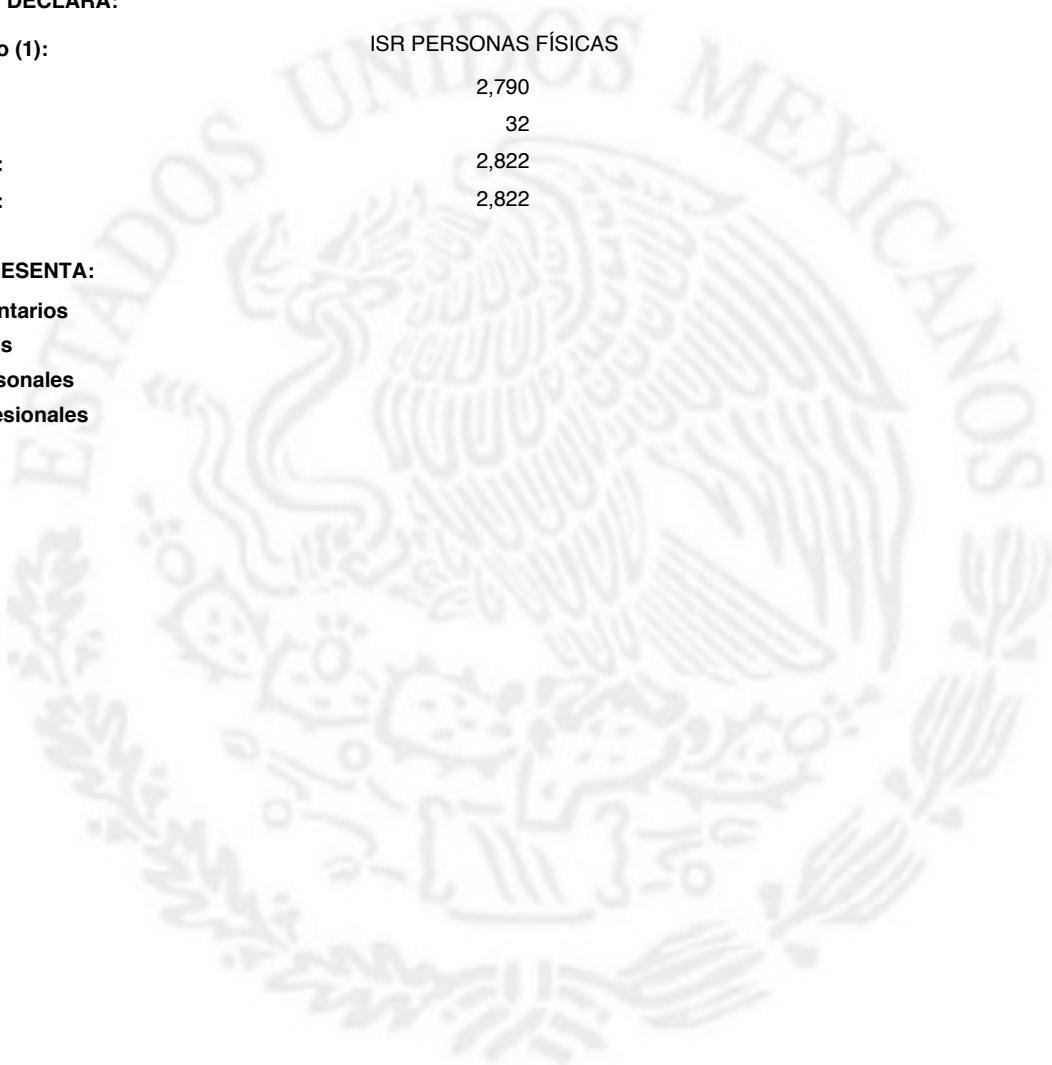 DECLARA:
o (1): ISR PERSONAS FÍSICAS
2,790
32
: 2,822
: 2,822
ESENTA:
ntarios
s
sonales
esionales
ESTADOS UNIDOS MEXICANOS